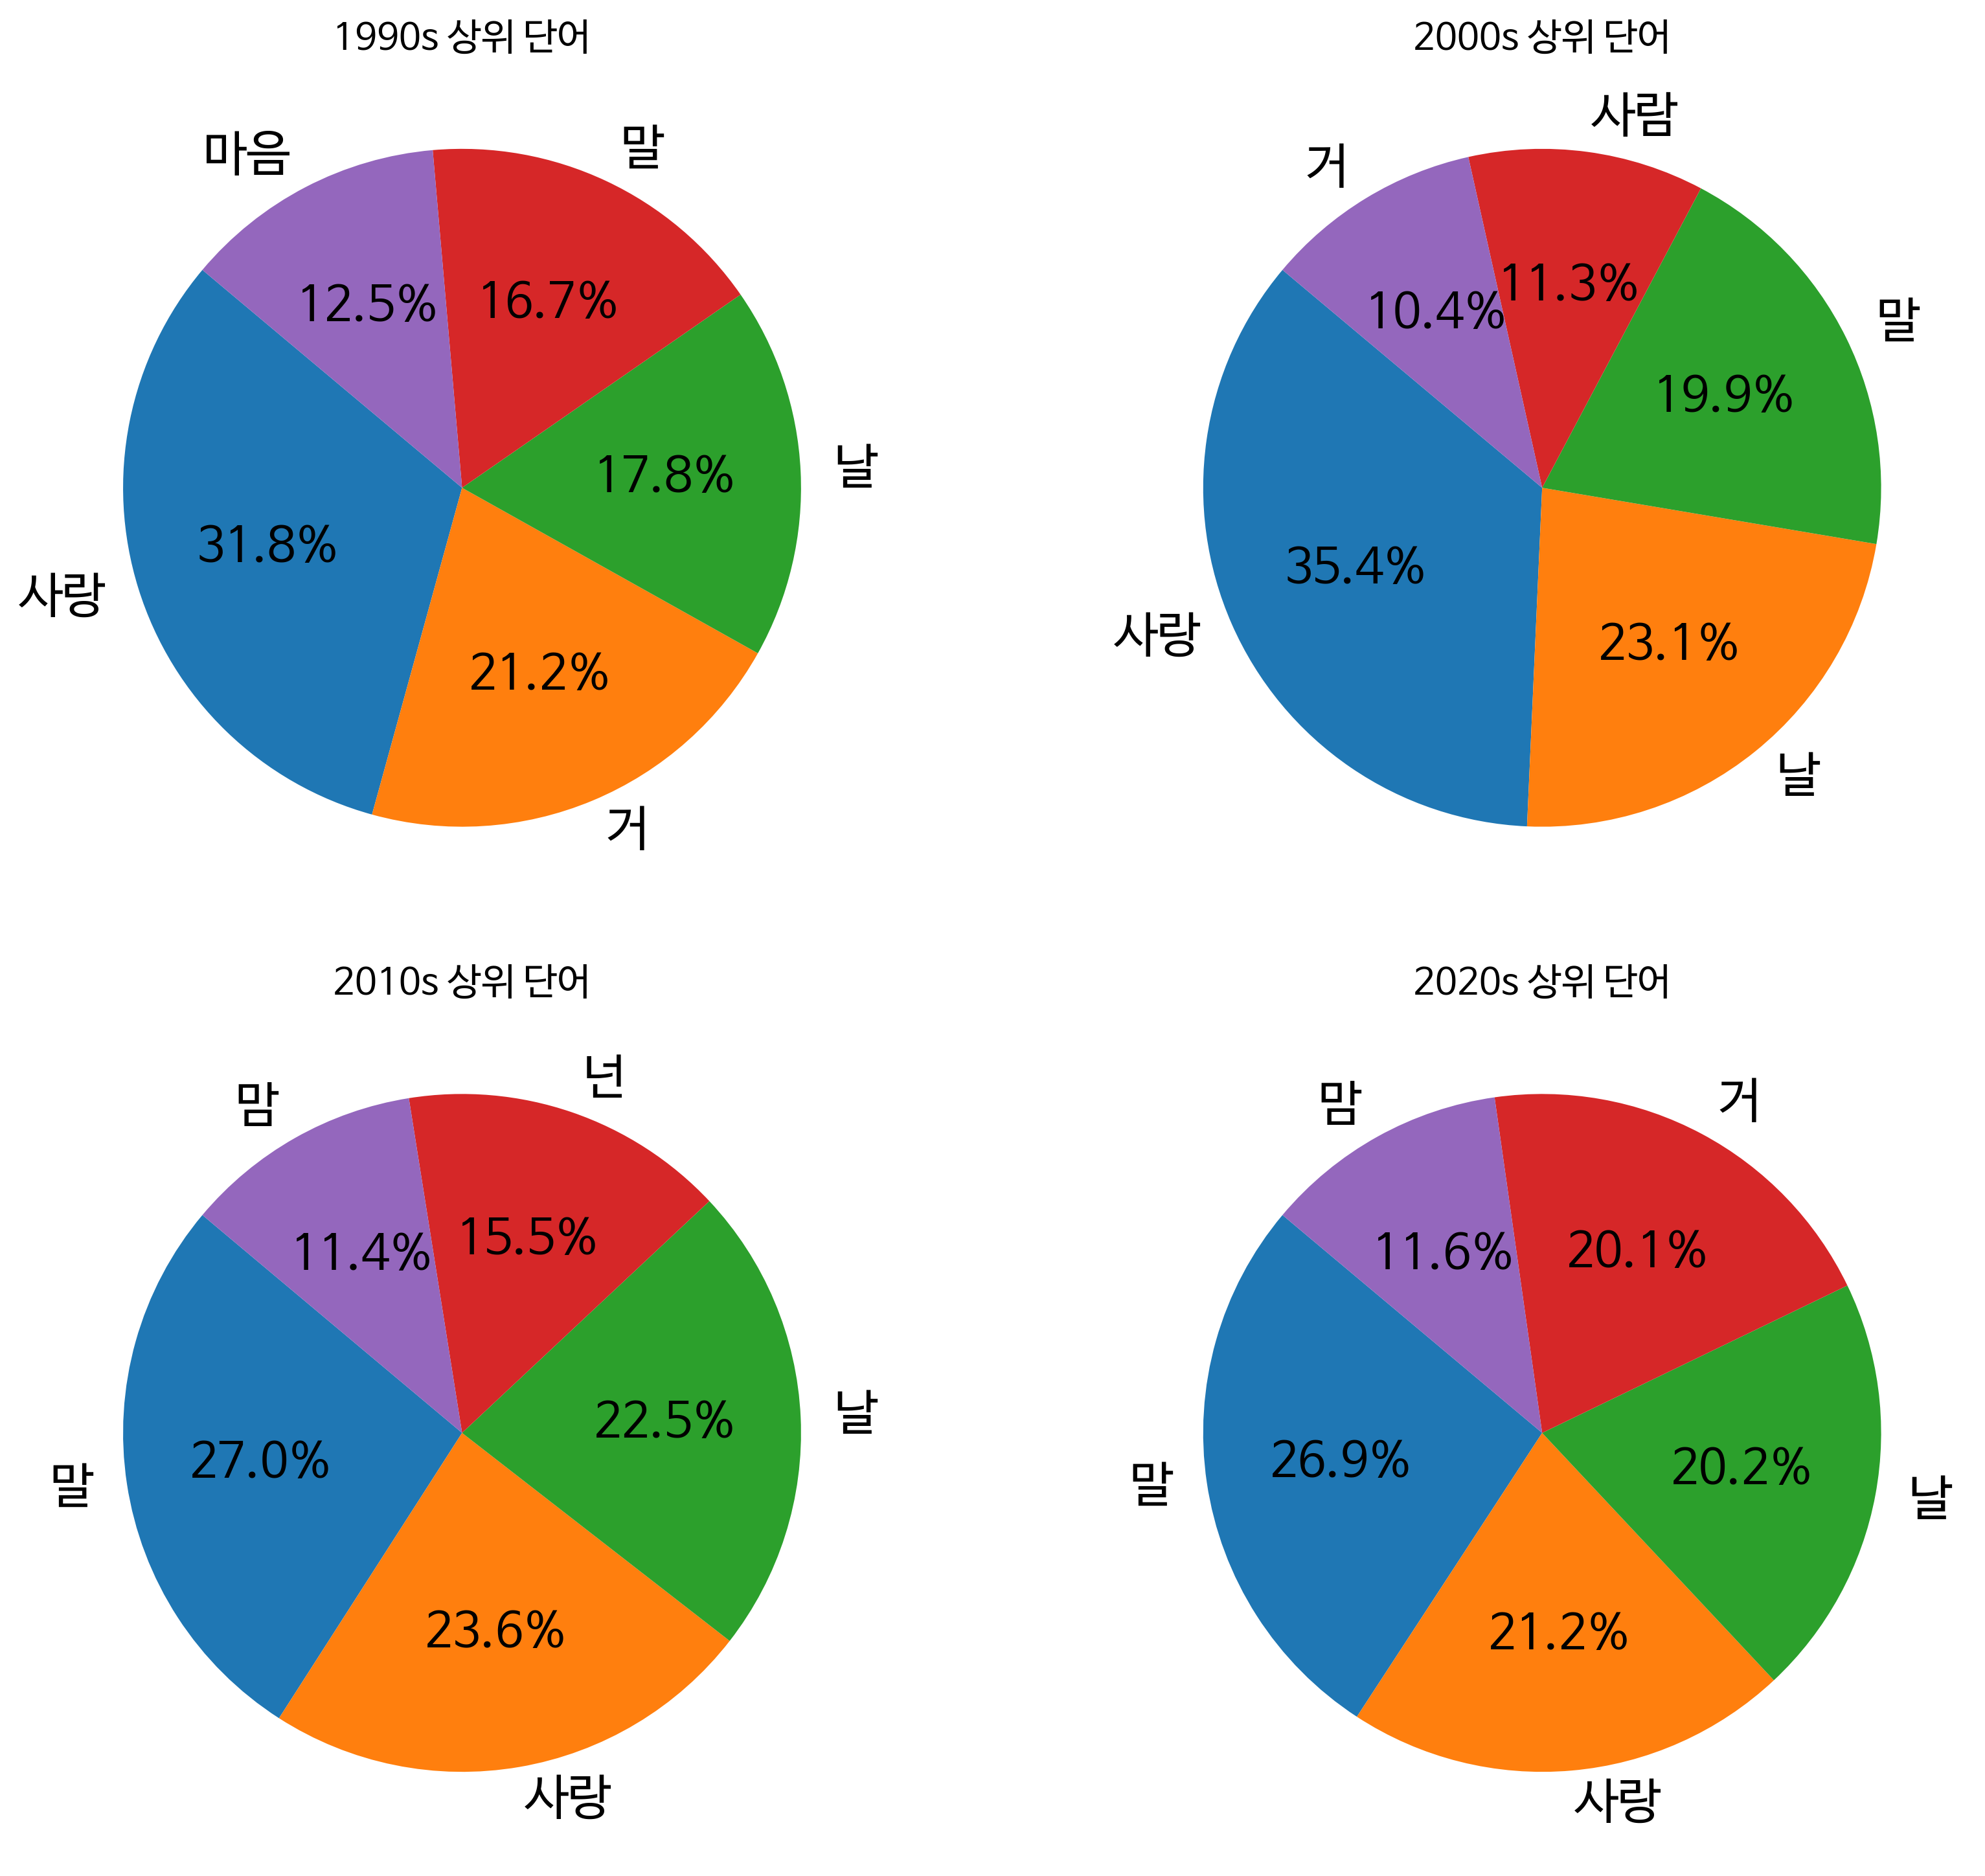 1990s 상위 단어
마음
말
12.5%
16.7%
날
17.8%
31.8%
사랑
21.2%
거
2000s 상위 단어
사람
거
11.3%
10.4%
말
19.9%
35.4%
사랑
23.1%
날
2010s 상위 단어
넌
맘
15.5%
11.4%
날
22.5%
27.0%
말
23.6%
사랑
2020s 상위 단어
맘
거
20.1%
11.6%
26.9%
20.2%
말
날
21.2%
사랑